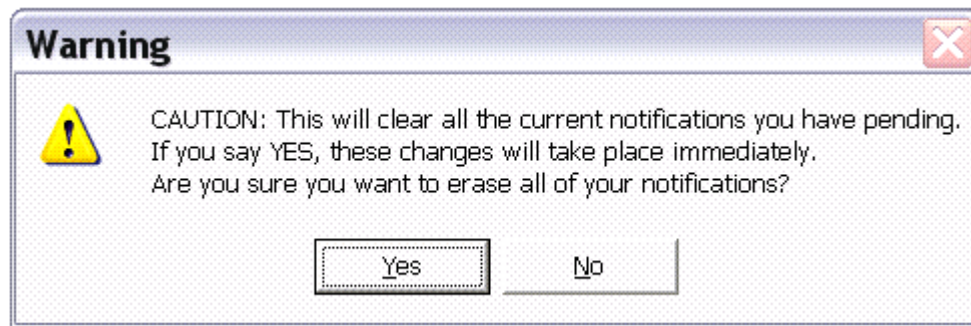 Warning
CAUTION: This will clear all the current notifications you have pending.
If you say YES, these changes will take place immediately.
Are you sure you want to erase all of your notifications?
Yes
No